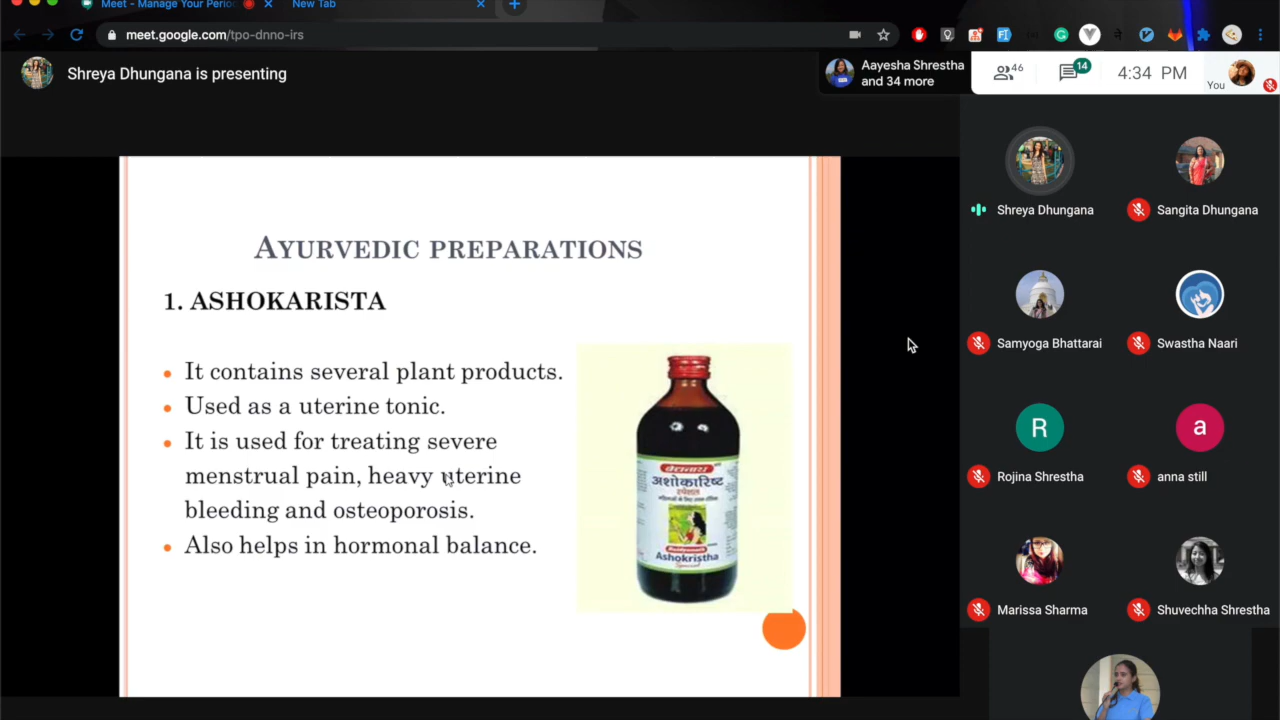 Meet - Manage Your Perio
New Tab
meet.google.com/tpo-dnno-irs
Shreya Dhungana is presenting
Aayesha Shrestha
and 34 more
46
14
4:34 PM
You
AYURVEDIC PREPARATIONS
1. ASHOKARISTA
It contains several plant products.
Used as a uterine tonic.
It is used for treating severe
menstrual pain, heavy uterine
bleeding and osteoporosis.
Also helps in hormonal balance.
बैद्यनाथ
अशोकारिष्ट
स्पेशल
Baidyanath
Ashokristha
Special
Shreya Dhungana
Sangita Dhungana
Samyoga Bhattarai
Swastha Naari
R
a
Rojina Shrestha
anna still
Marissa Sharma
Shuvechha Shrestha